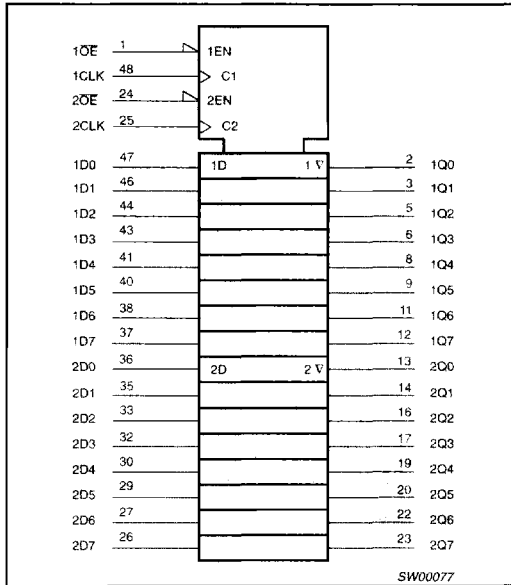 1O̅E̅ 1 1EN
1CLK 48 C1
2O̅E̅ 24 2EN
2CLK 25 C2
1D0 47 1D 1 ∇ 2 1Q0
1D1 46 3 1Q1
1D2 44 5 1Q2
1D3 43 6 1Q3
1D4 41 8 1Q4
1D5 40 9 1Q5
1D6 38 11 1Q6
1D7 37 12 1Q7
2D0 36 2D 2 ∇ 13 2Q0
2D1 35 14 2Q1
2D2 33 16 2Q2
2D3 32 17 2Q3
2D4 30 19 2Q4
2D5 29 20 2Q5
2D6 27 22 2Q6
2D7 26 23 2Q7
SW00077